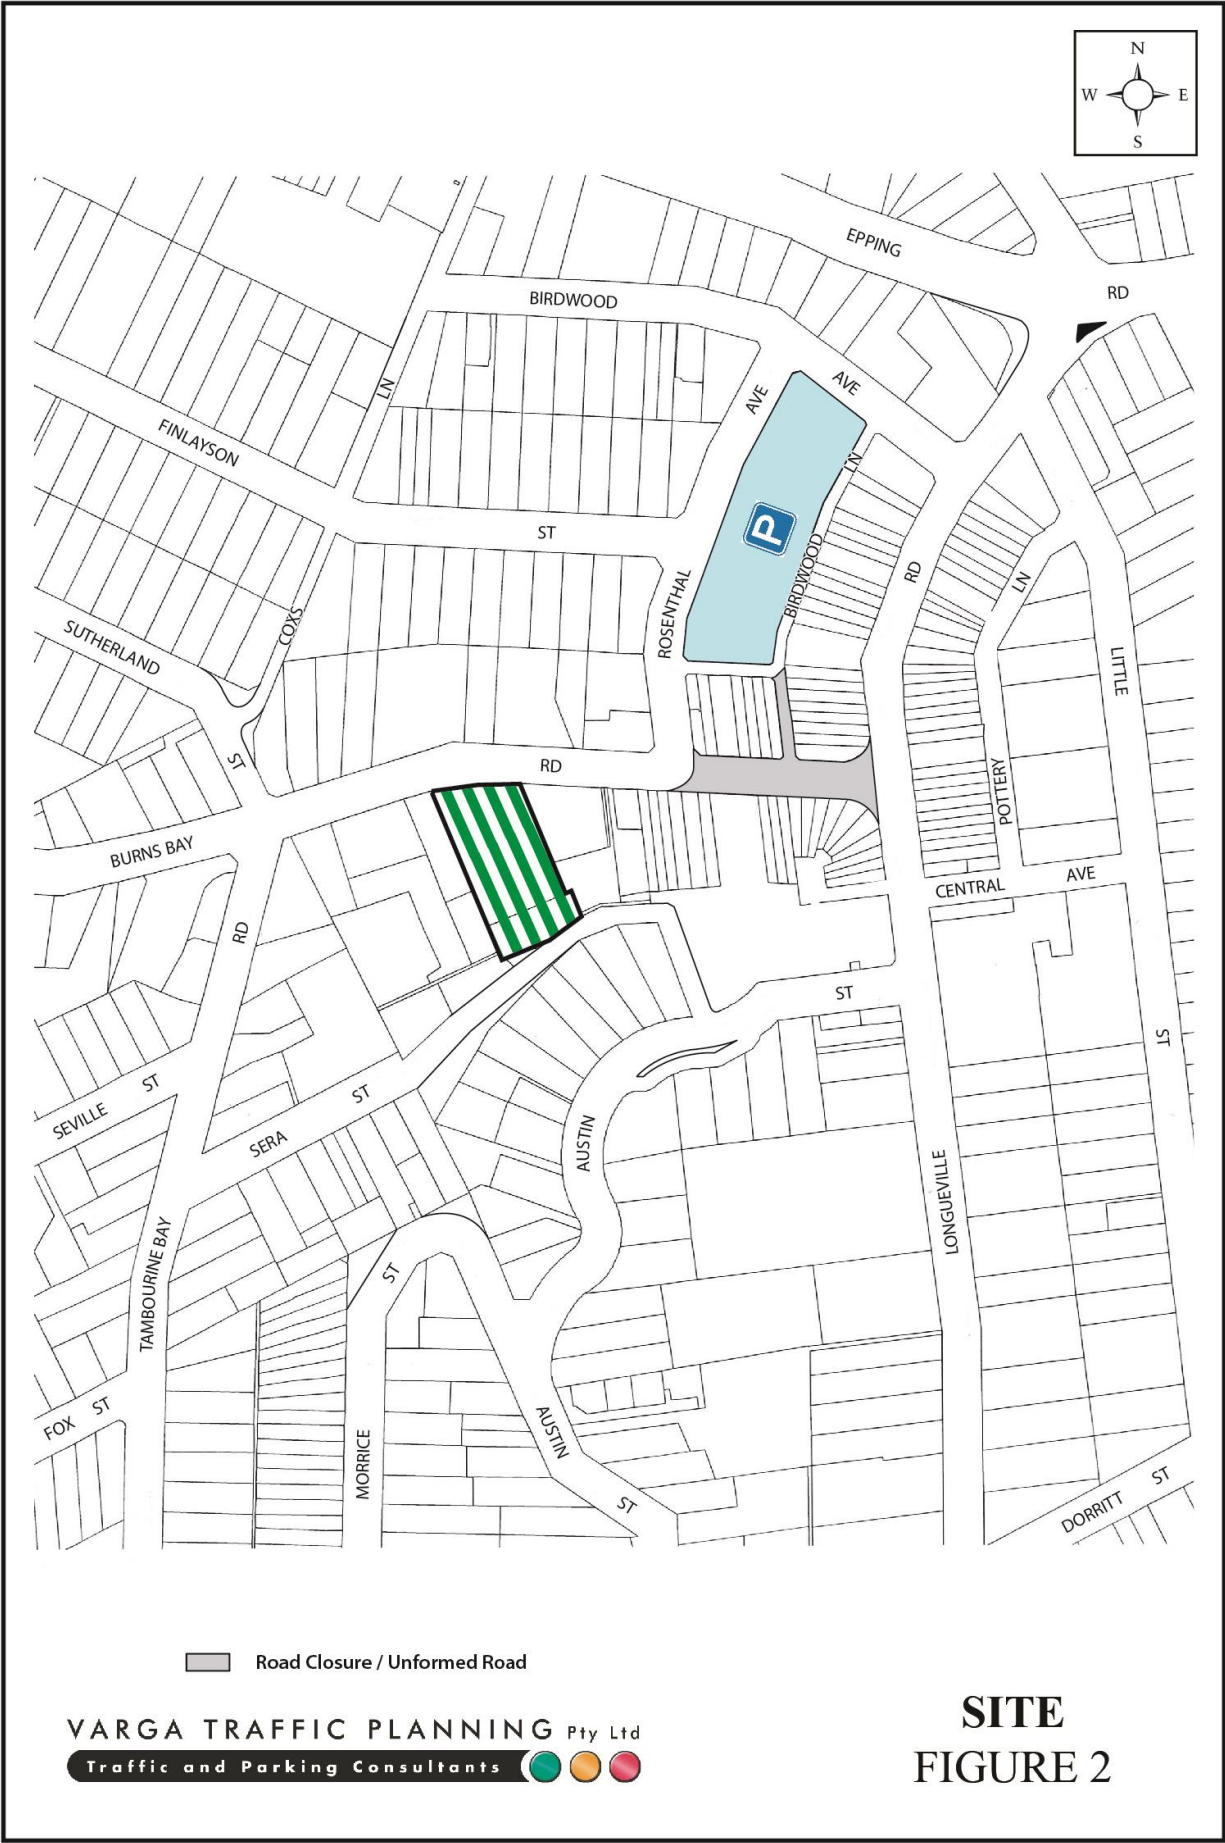 N
W E
S
EPPING
RD
BIRDWOOD
AVE
AVE
LN
LN
FINLAYSON
ST
P
BIRDWOOD
RD
LN
ROSENTHAL
COXS
SUTHERLAND
ST
LITTLE
RD
POTTERY
BURNS BAY
CENTRAL AVE
RD
ST
ST
ST
SEVILLE
ST
SERA
AUSTIN
LONGUEVILLE
TAMBOURINE BAY
ST
FOX ST
MORRICE
AUSTIN
ST
DORRITT ST
Road Closure / Unformed Road
VARGA TRAFFIC PLANNING Pty Ltd
Traffic and Parking Consultants
SITE
FIGURE 2